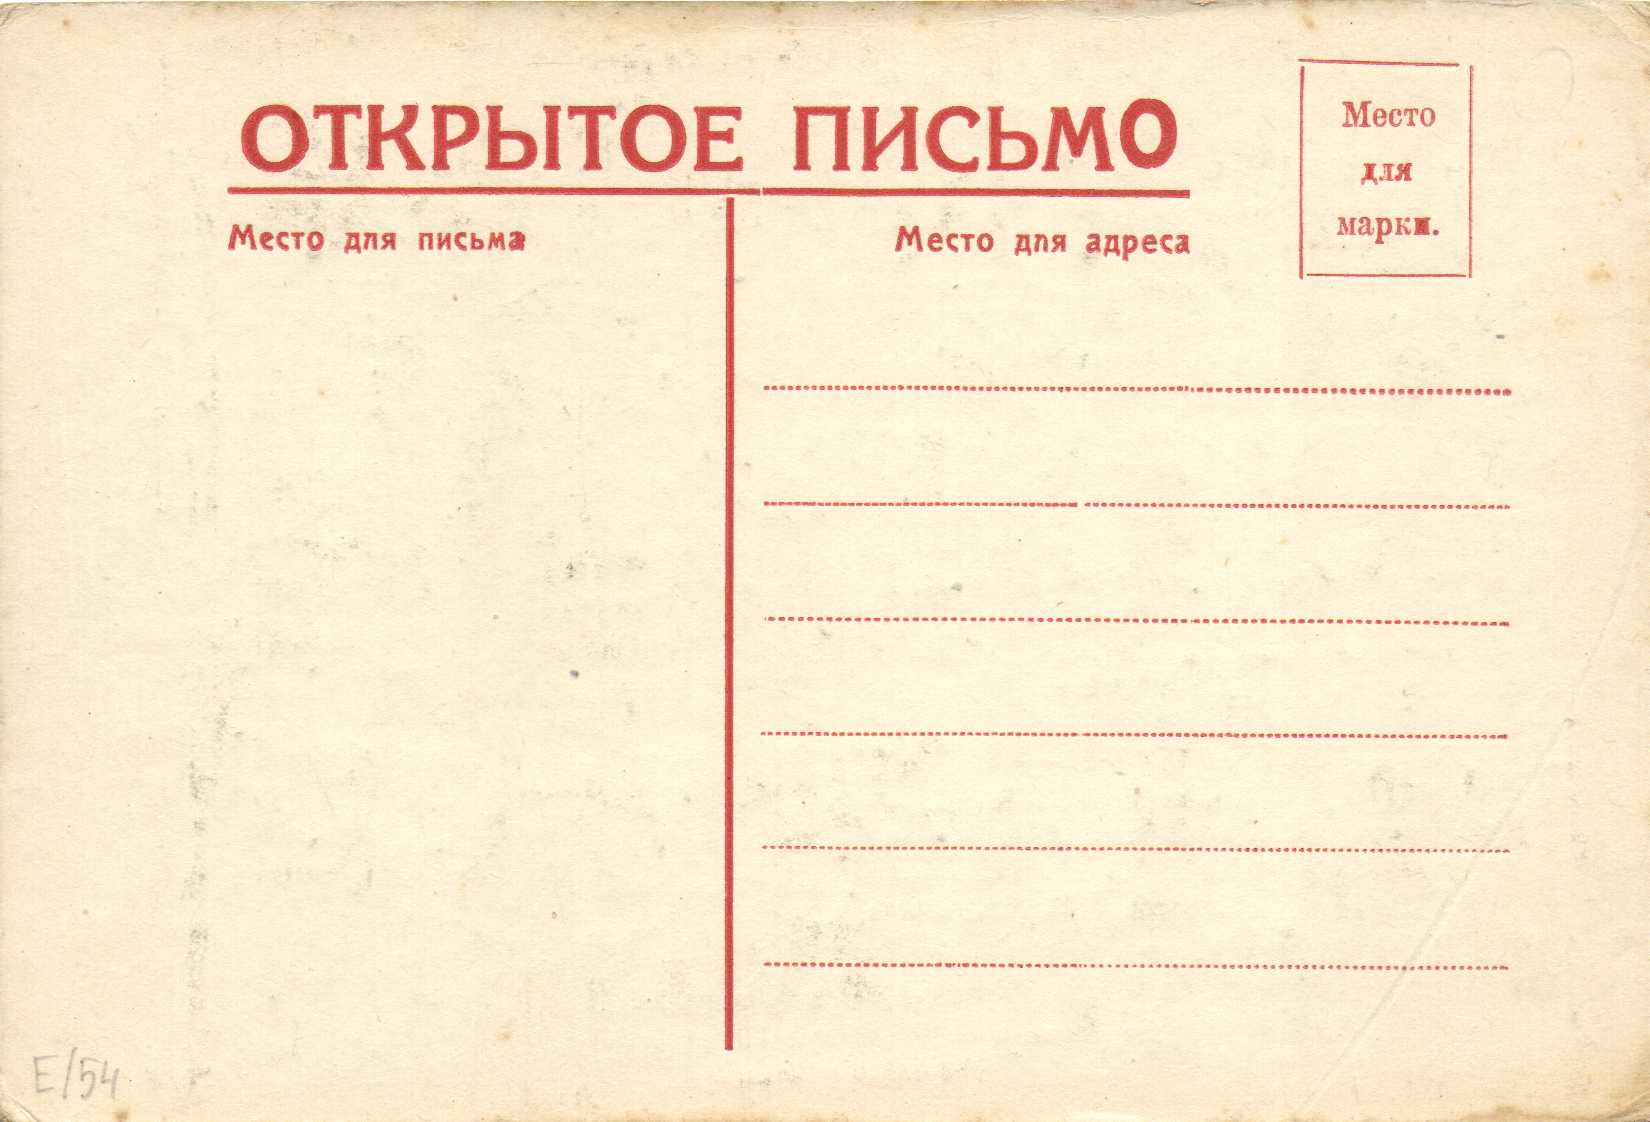 ОТКРЫТОЕ ПИСЬМО
Место для письма
Место для адреса
Место
для
марки.
E/54